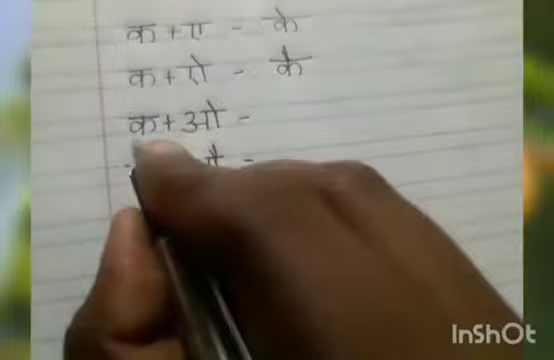 क + ए - के
क + ऐ - कै
क + ओ -
InShOt